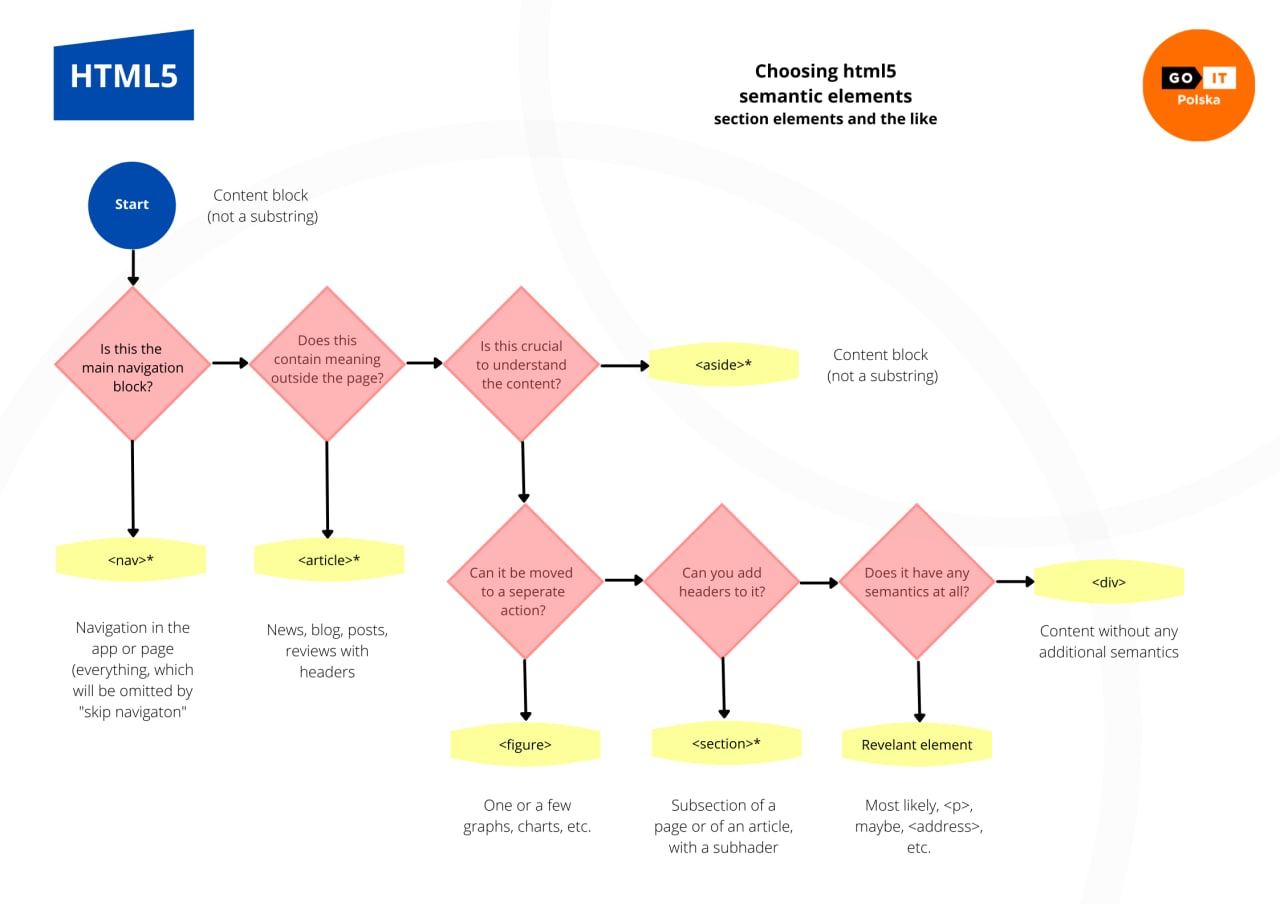 HTML5
Choosing html5
semantic elements
section elements and the like
GO IT
Polska
Start
Content block
(not a substring)
Is this the
main navigation
block?
Does this
contain meaning
outside the page?
Is this crucial
to understand
the content?
<aside>*
Content block
(not a substring)
<nav>*
<article>*
Can it be moved
to a seperate
action?
Can you add
headers to it?
Does it have any
semantics at all?
<div>
Navigation in the
app or page
(everything, which
will be omitted by
"skip navigaton"
News, blog, posts,
reviews with
headers
Content without any
additional semantics
<figure>
<section>*
Revelant element
One or a few
graphs, charts, etc.
Subsection of a
page or of an article,
with a subhader
Most likely, <p>,
maybe, <address>,
etc.